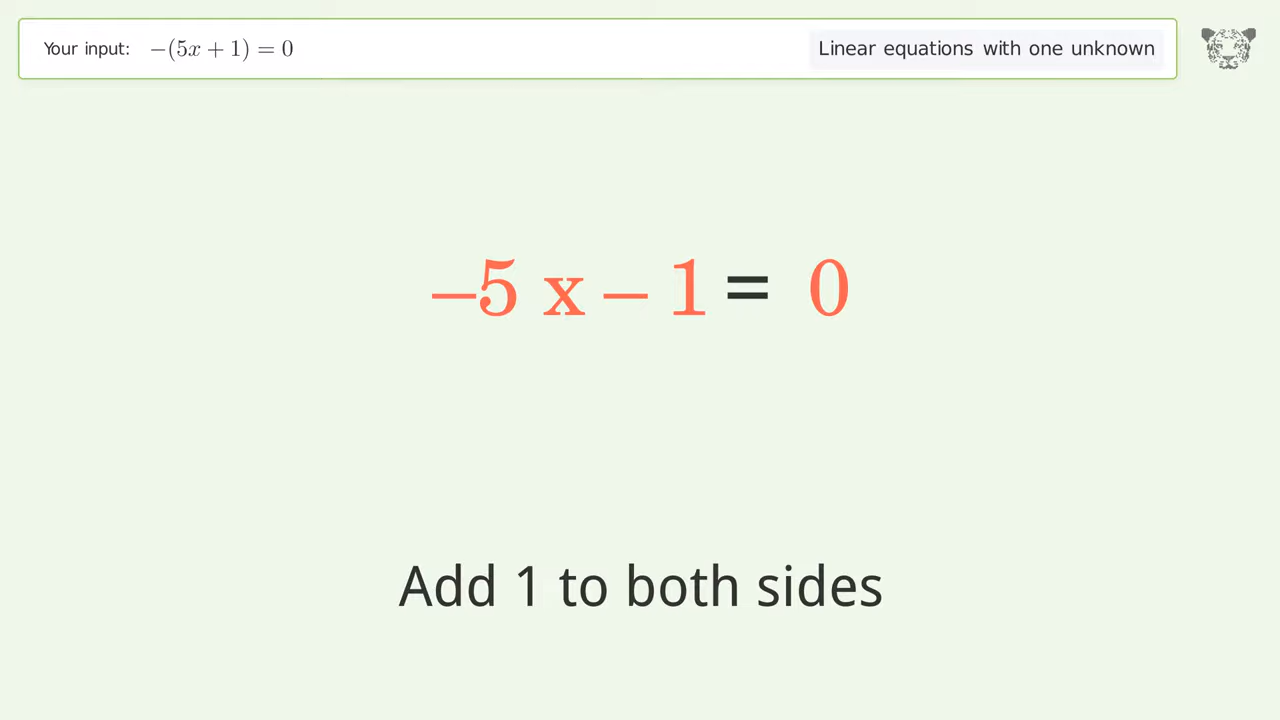 Your input: −(5x + 1) = 0
Linear equations with one unknown
−5 x − 1 = 0
Add 1 to both sides